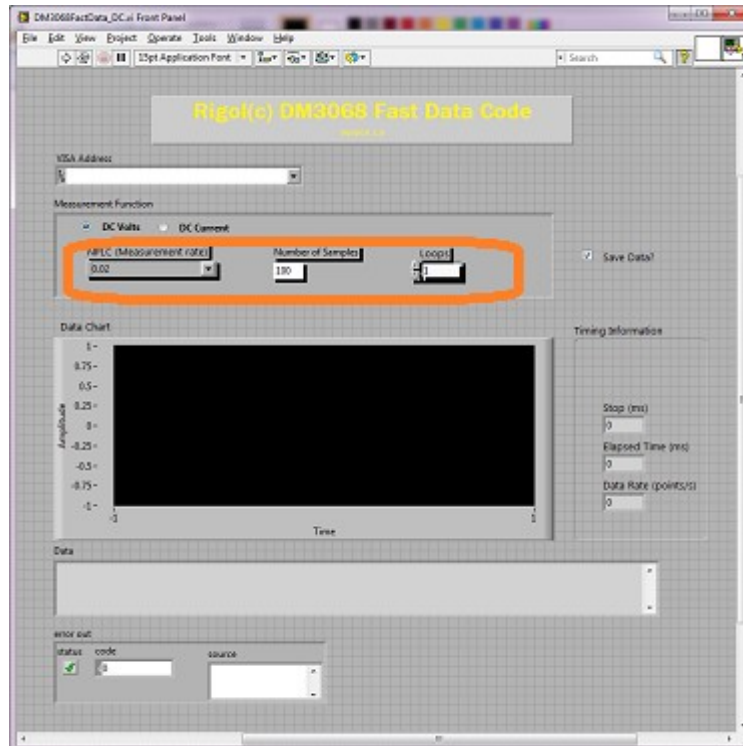 DM3068FastData_DC.vi Front Panel
File Edit View Project Operate Tools Window Help
15pt Application Font
Search
Rigol(c) DM3068 Fast Data Code
VISA Address
Measurement Function
DC Volts DC Current
NPLC (Measurement rate) Number of Samples Loops
0.02 100 1
Save Data?
Data Chart
Timing Information
1
0.75
0.5
0.25
0
-0.25
-0.5
-0.75
-1
Amplitude
Time
Stop (ms)
0
Elapsed Time (ms)
0
Data Rate (points/s)
0
Data
error out
status code source
0